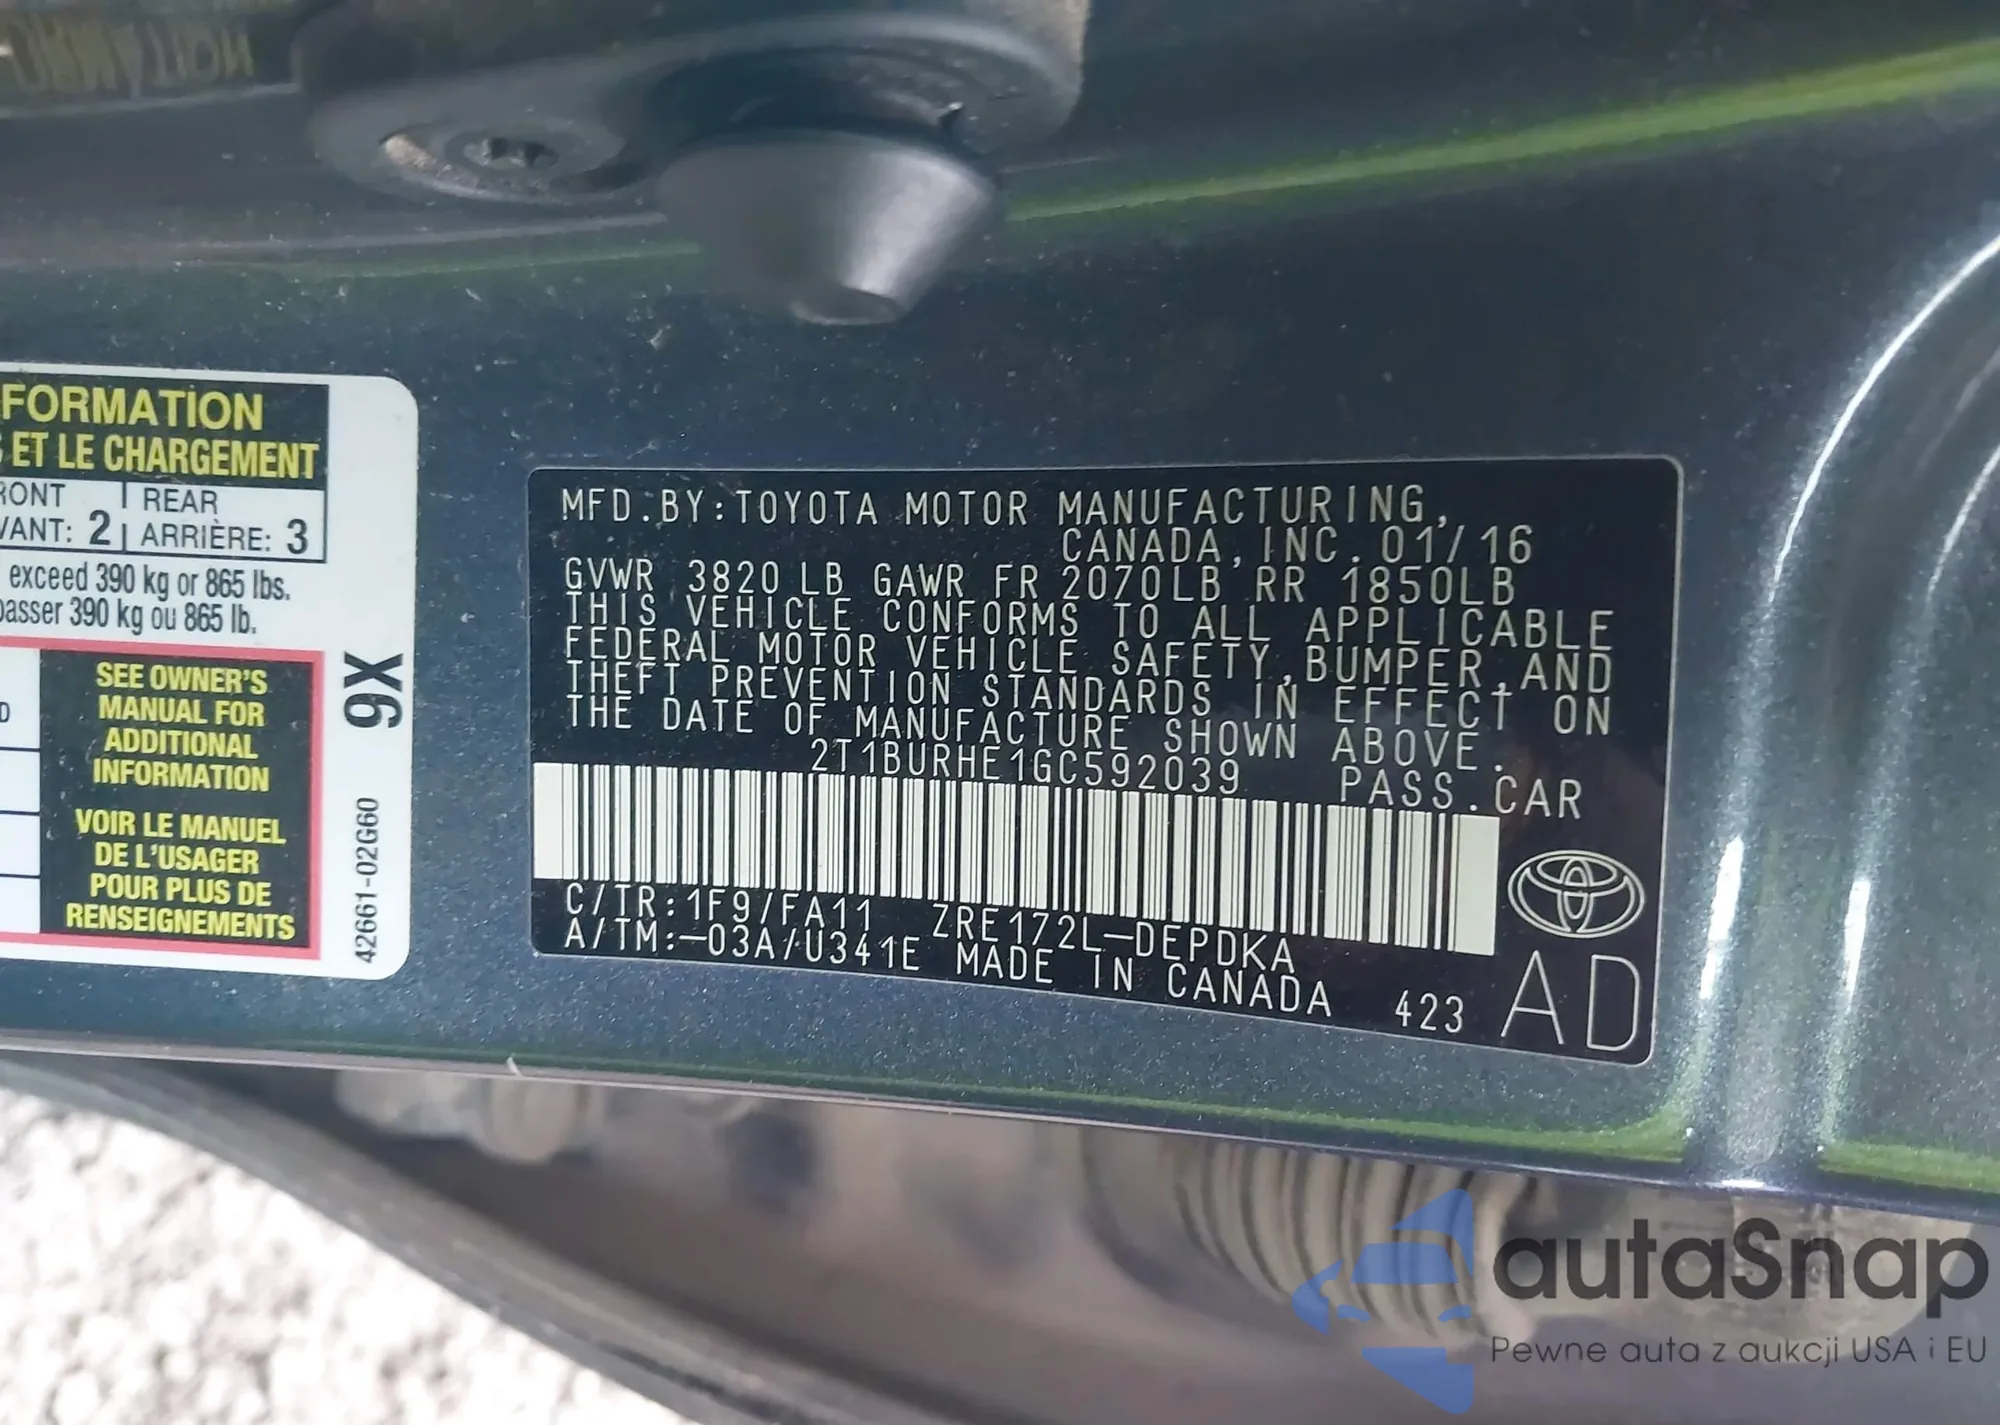 FORMATION
ET LE CHARGEMENT
RONT | REAR
VANT: 2 | ARRIÈRE: 3
exceed 390 kg or 865 lbs.
passer 390 kg ou 865 lb.
SEE OWNER'S
MANUAL FOR
ADDITIONAL
INFORMATION
VOIR LE MANUEL
DE L'USAGER
POUR PLUS DE
RENSEIGNEMENTS
9X
42661-02G60
MFD.BY:TOYOTA MOTOR MANUFACTURING,
CANADA,INC.01/16
GVWR 3820LB GAWR FR 2070LB RR 1850LB
THIS VEHICLE CONFORMS TO ALL APPLICABLE
FEDERAL MOTOR VEHICLE SAFETY,BUMPER,AND
THEFT PREVENTION STANDARDS IN EFFECT ON
THE DATE OF MANUFACTURE SHOWN ABOVE.
2T1BURHE1GC592039 PASS.CAR
C/TR:1F9/FA11 ZRE172L-DEPDKA
A/TM:-03A/U341E MADE IN CANADA 423
AD
autaSnap
Pewne auta z aukcji USA i EU